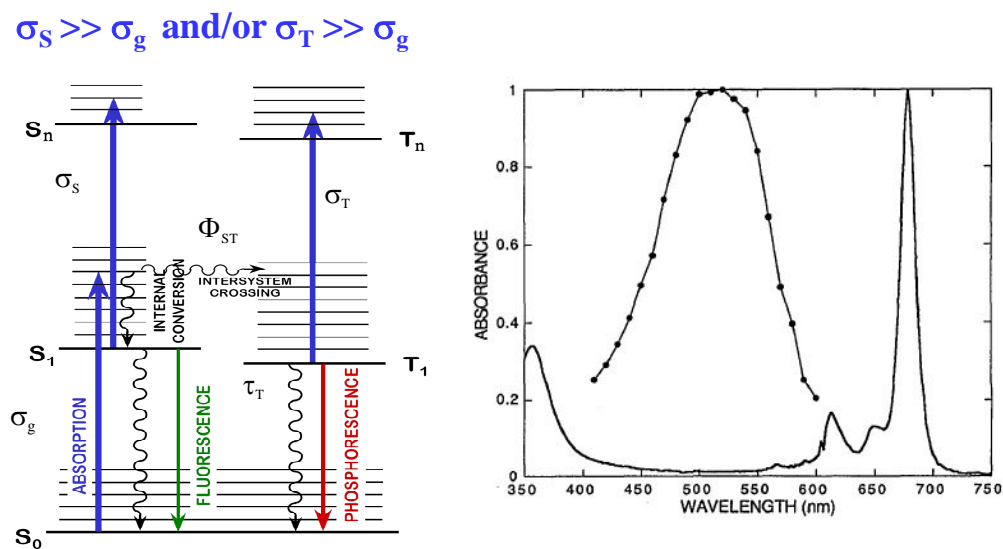 σS >> σg and/or σT >> σg
Sn
Tn
σS
σT
ΦST
INTERNAL
CONVERSION
INTERSYSTEM
CROSSING
S1
T1
τT
σg
ABSORPTION
FLUORESCENCE
PHOSPHORESCENCE
S0
ABSORBANCE
1
0.8
0.6
0.4
0.2
0
350 400 450 500 550 600 650 700 750
WAVELENGTH (nm)